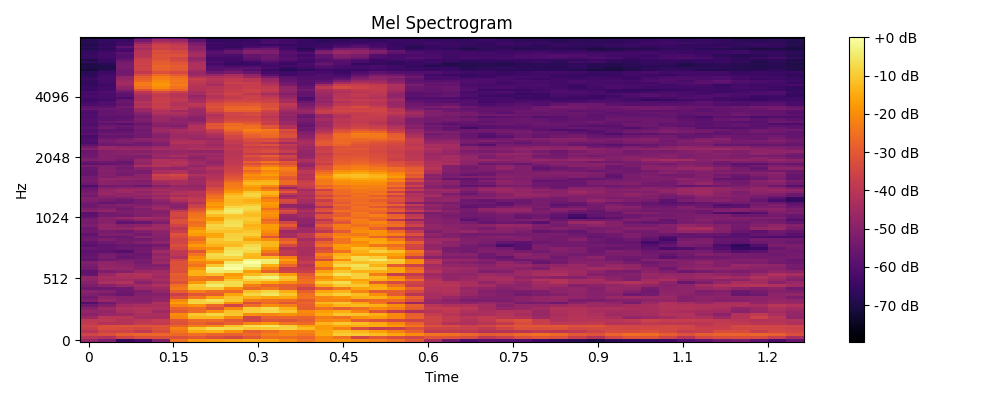 Mel Spectrogram
Hz
4096
2048
1024
512
0
0 0.15 0.3 0.45 0.6 0.75 0.9 1.1 1.2
Time
+0 dB
-10 dB
-20 dB
-30 dB
-40 dB
-50 dB
-60 dB
-70 dB